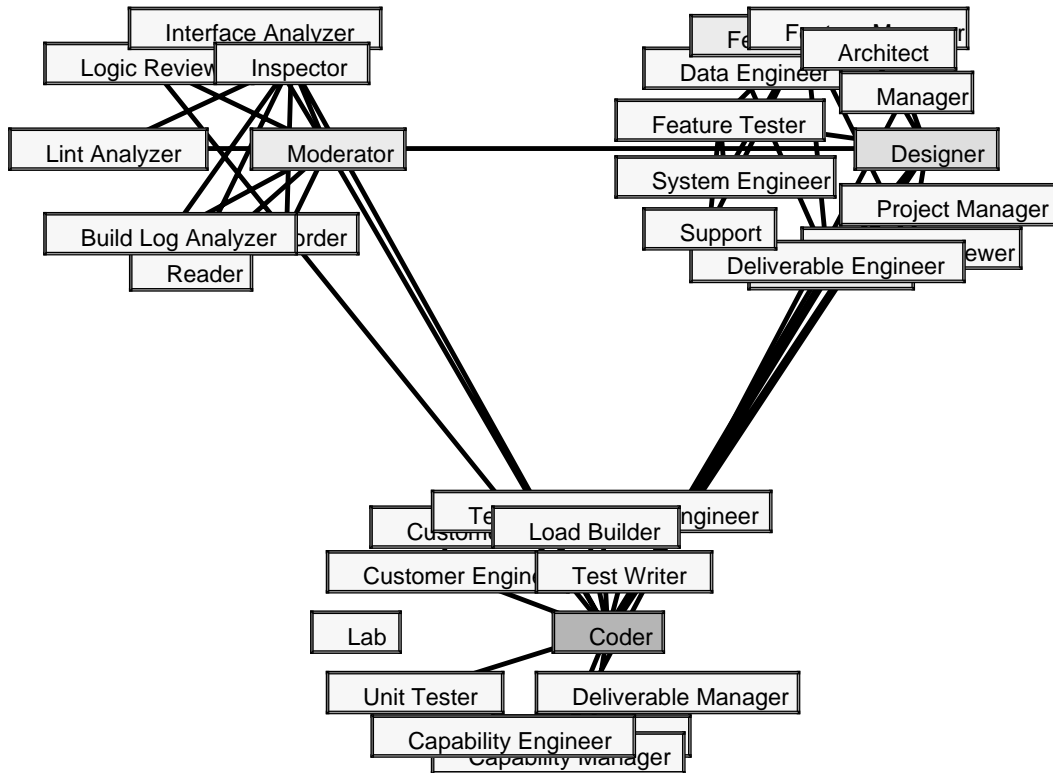 Interface Analyzer
Logic Review
Inspector
Lint Analyzer
Moderator
Build Log Analyzer
order
Reader
Architect
Data Engineer
Manager
Feature Tester
Designer
System Engineer
Project Manager
Support
ewer
Deliverable Engineer
ngineer
Load Builder
Customer Engin
Test Writer
Lab
Coder
Unit Tester
Deliverable Manager
Capability Engineer
Capability Manager